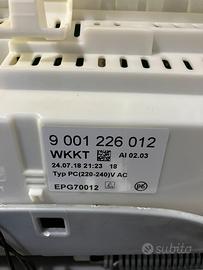 9 001 226 012
WKKT AI 02.03
24.07.18 21:23 18
Typ PC(220-240)V AC
EPG70012
subito